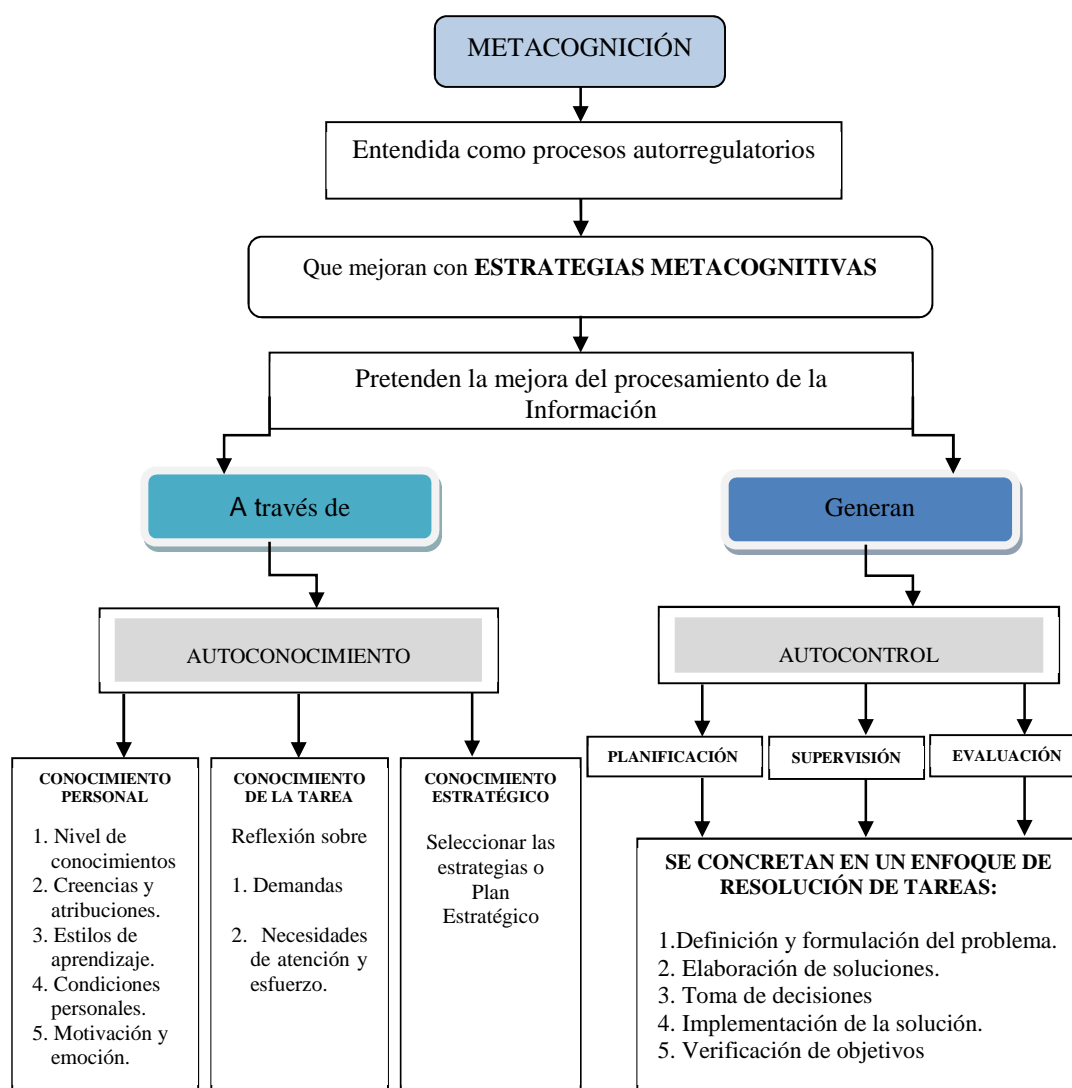 METACOGNICIÓN
Entendida como procesos autorregulatorios
Que mejoran con ESTRATEGIAS METACOGNITIVAS
Pretenden la mejora del procesamiento de la
Información
A través de
Generan
AUTOCONOCIMIENTO
AUTOCONTROL
PLANIFICACIÓN
SUPERVISIÓN
EVALUACIÓN
CONOCIMIENTO
PERSONAL
1. Nivel de
conocimientos
2. Creencias y
atribuciones.
3. Estilos de
aprendizaje.
4. Condiciones
personales.
5. Motivación y
emoción.
CONOCIMIENTO
DE LA TAREA
Reflexión sobre
1. Demandas
2. Necesidades
de atención y
esfuerzo.
CONOCIMIENTO
ESTRATÉGICO
Seleccionar las
estrategias o
Plan
Estratégico
SE CONCRETAN EN UN ENFOQUE DE
RESOLUCIÓN DE TAREAS:
1.Definición y formulación del problema.
2. Elaboración de soluciones.
3. Toma de decisiones
4. Implementación de la solución.
5. Verificación de objetivos